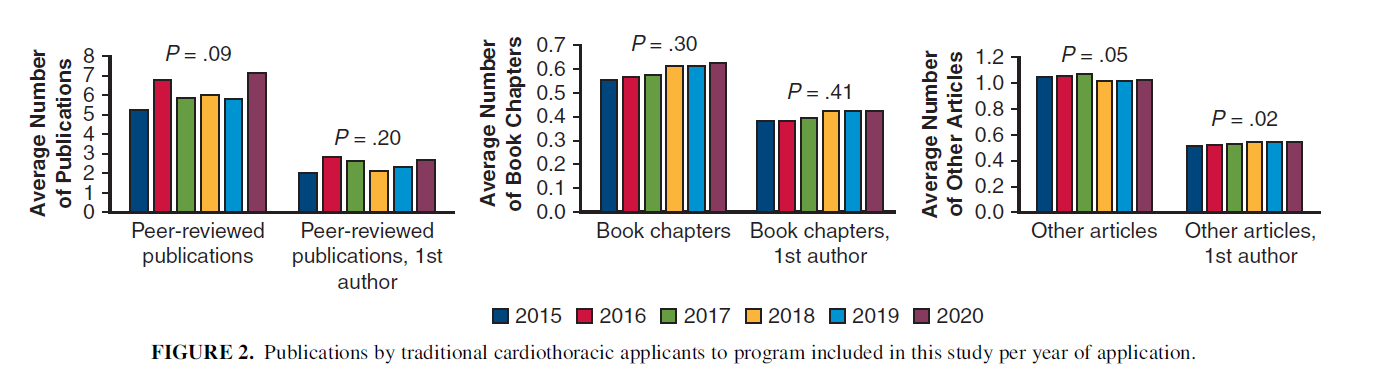 Average Number
of Publications
8
7
6
5
4
3
2
1
0
P = .09
P = .20
Peer-reviewed
publications
Peer-reviewed
publications, 1st
author
Average Number
of Book Chapters
0.7
0.6
0.5
0.4
0.3
0.2
0.1
0.0
P = .30
P = .41
Book chapters
Book chapters,
1st author
Average Number
of Other Articles
1.2
1.0
0.8
0.6
0.4
0.2
0.0
P = .05
P = .02
Other articles
Other articles,
1st author
2015 2016 2017 2018 2019 2020
FIGURE 2. Publications by traditional cardiothoracic applicants to program included in this study per year of application.